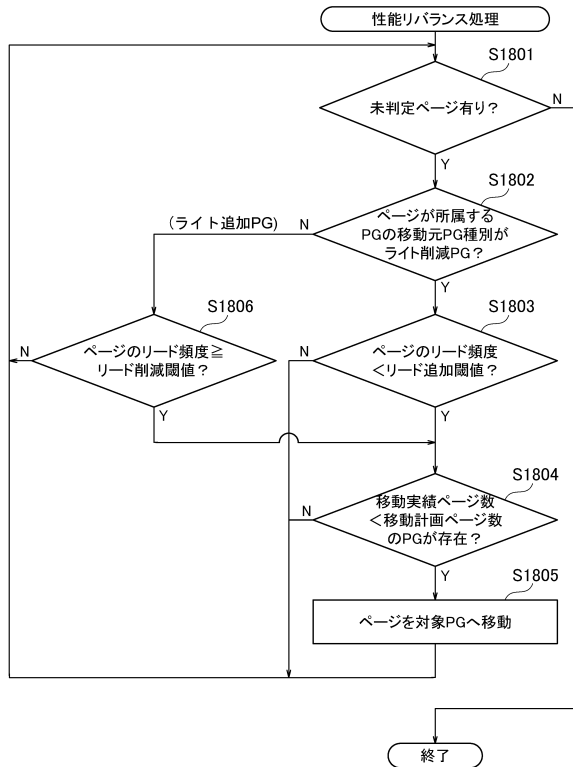 性能リバランス処理
S1801
未判定ページ有り?
N
Y
S1802
ページが所属する
PGの移動元PG種別が
ライト削減PG?
(ライト追加PG)
N
Y
S1806
ページのリード頻度≧
リード削減閾値?
N
Y
S1803
ページのリード頻度
<リード追加閾値?
N
Y
S1804
移動実績ページ数
<移動計画ページ数
のPGが存在?
N
Y
S1805
ページを対象PGへ移動
終了